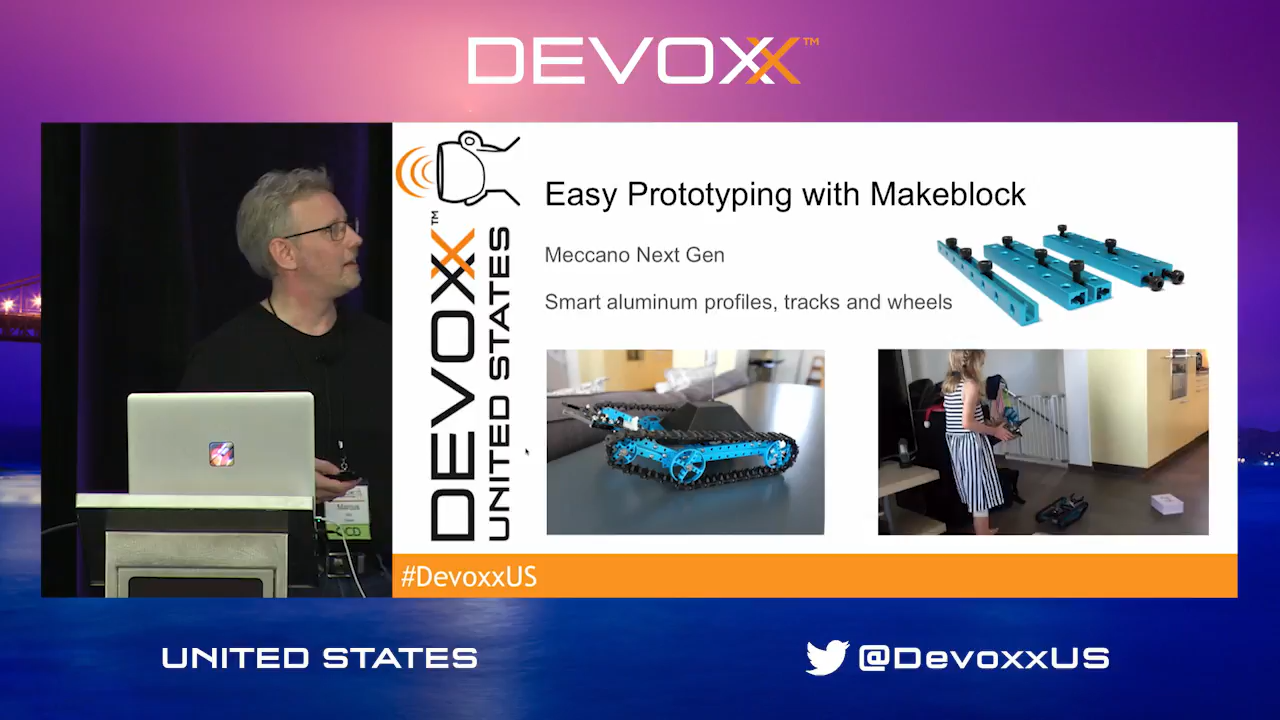 DEVOXX™
DEVOXX™
UNITED STATES
Easy Prototyping with Makeblock
Meccano Next Gen
Smart aluminum profiles, tracks and wheels
Marcus
#DevoxxUS
UNITED STATES
@DevoxxUS